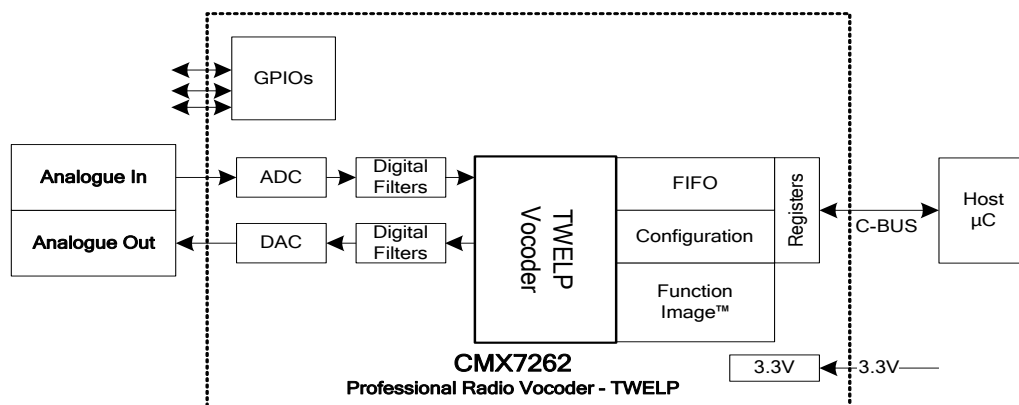 GPIOs
Analogue In
ADC
Digital
Filters
Analogue Out
DAC
Digital
Filters
TWELP
Vocoder
FIFO
Configuration
Function
Image™
Registers
C-BUS
Host
µC
CMX7262
Professional Radio Vocoder - TWELP
3.3V
3.3V